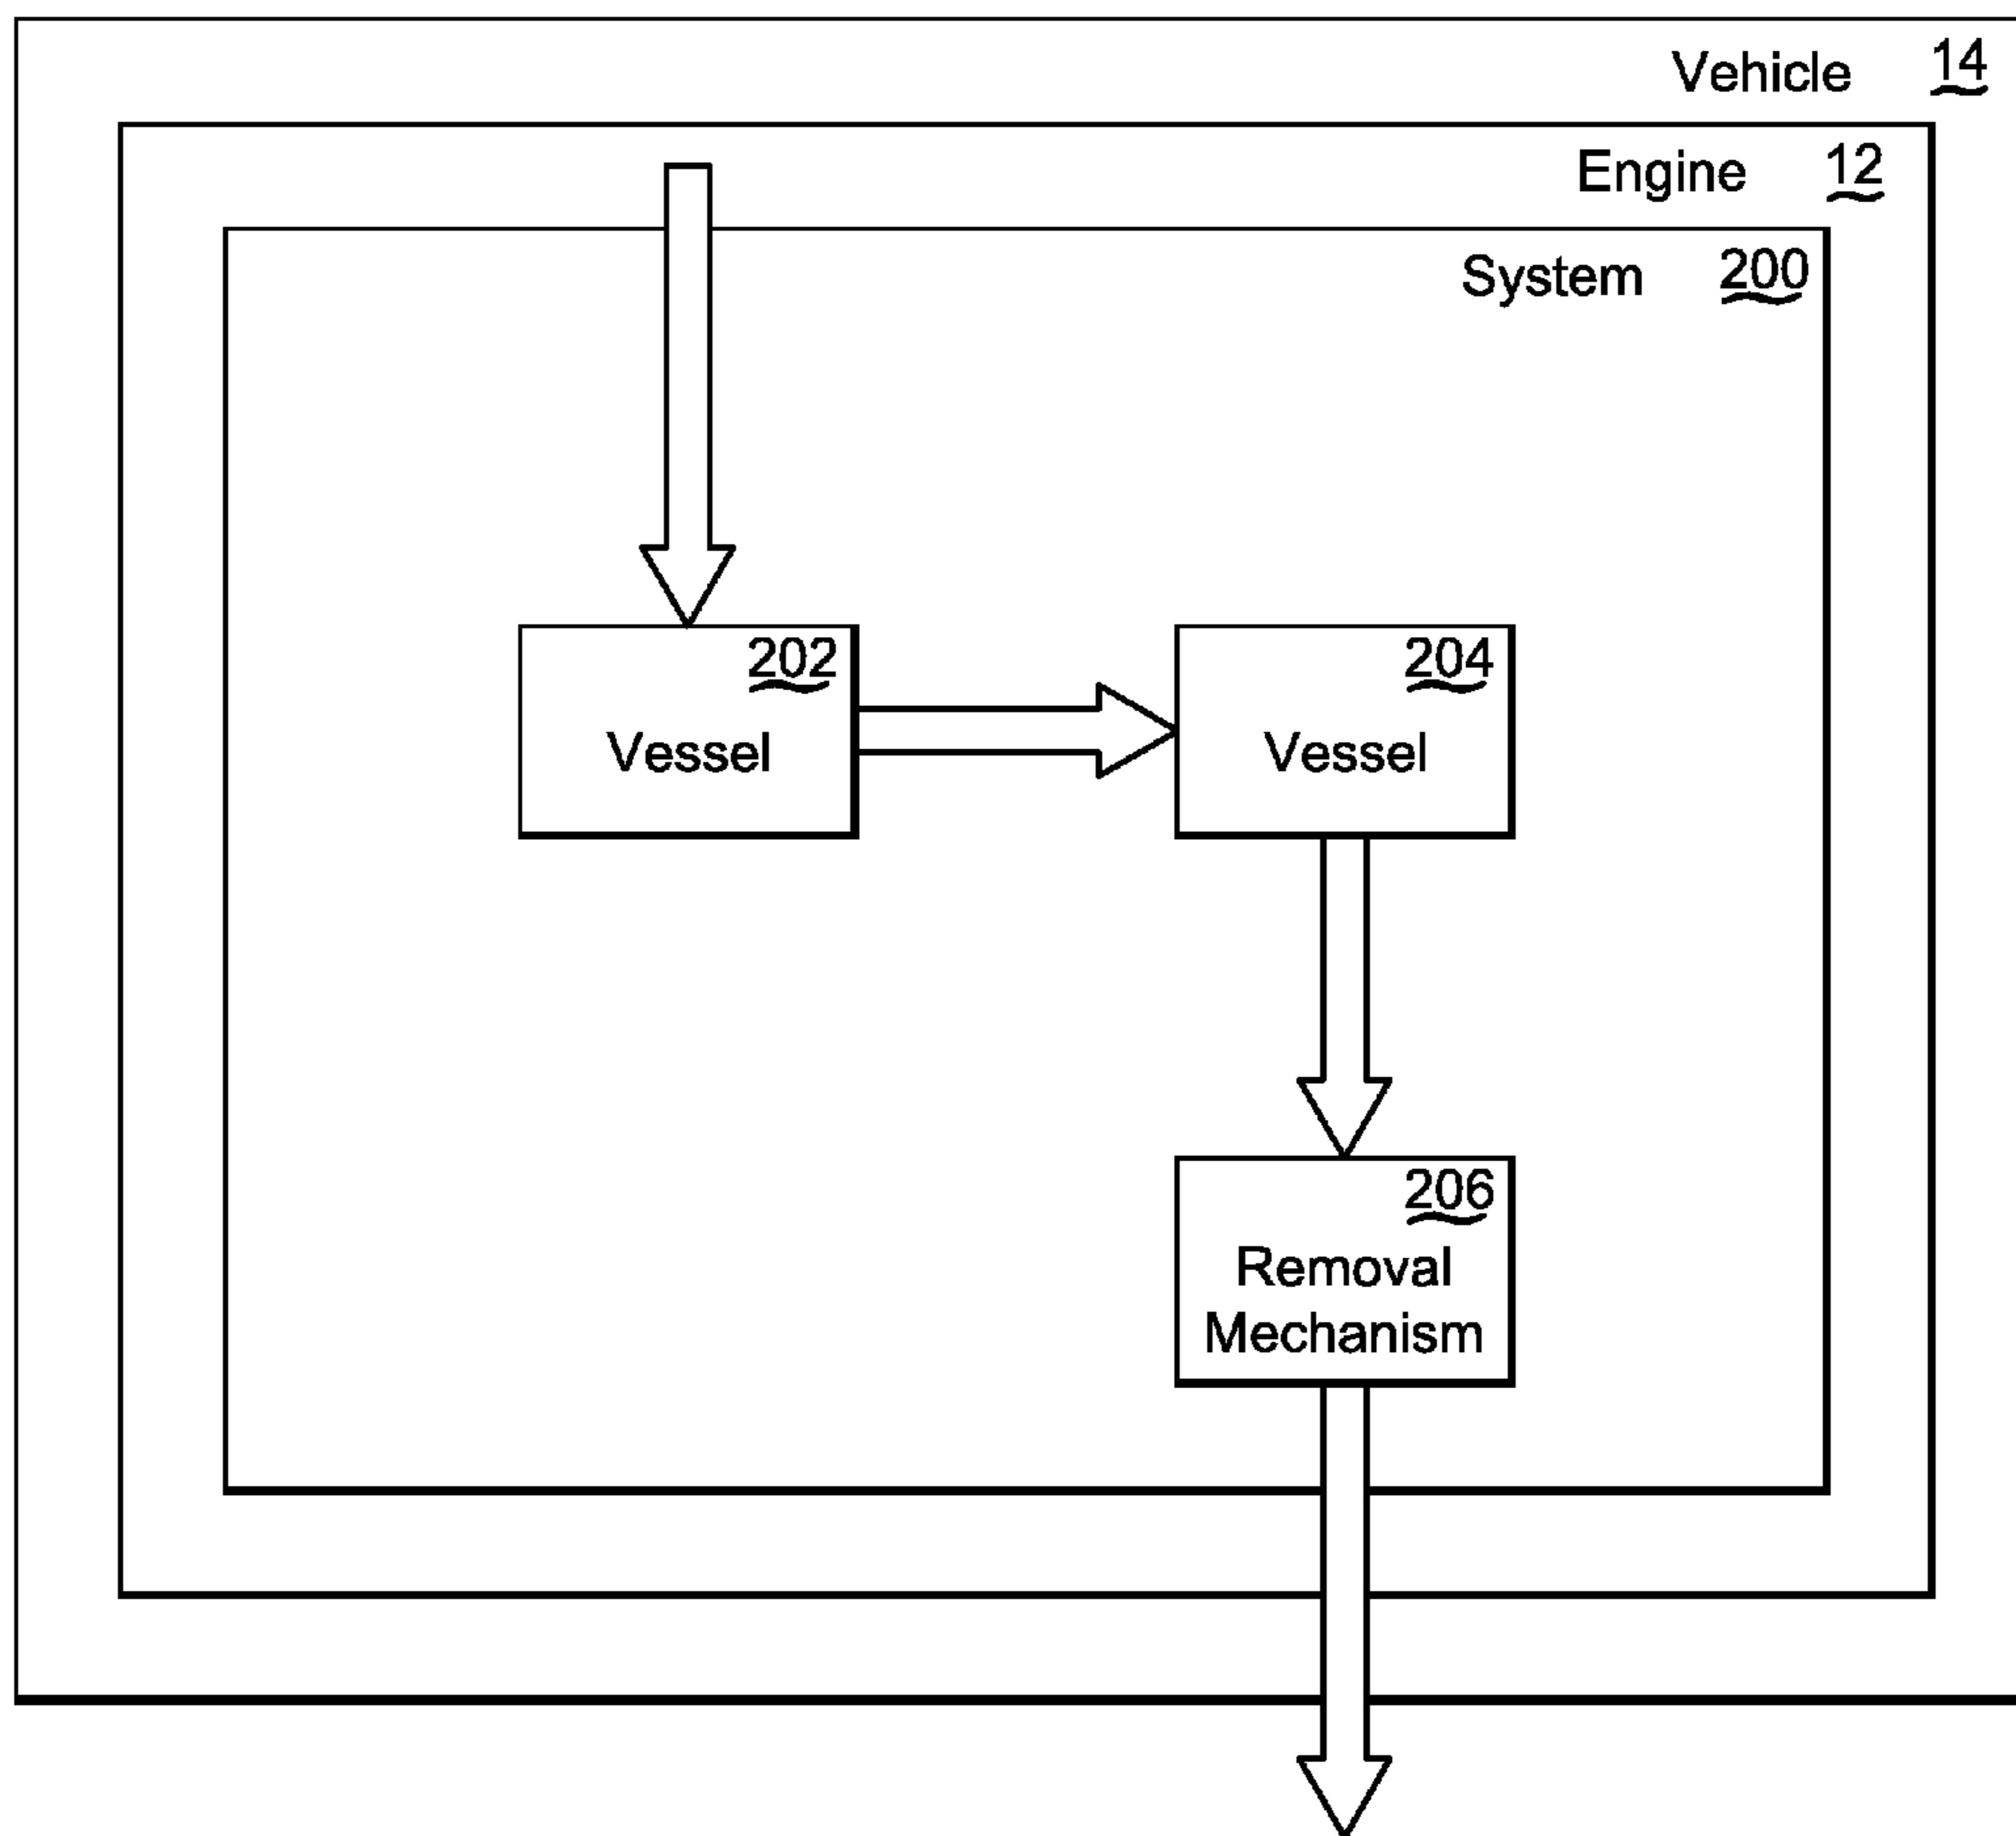 Vehicle 14
Engine 12
System 200
202
Vessel
204
Vessel
206
Removal
Mechanism